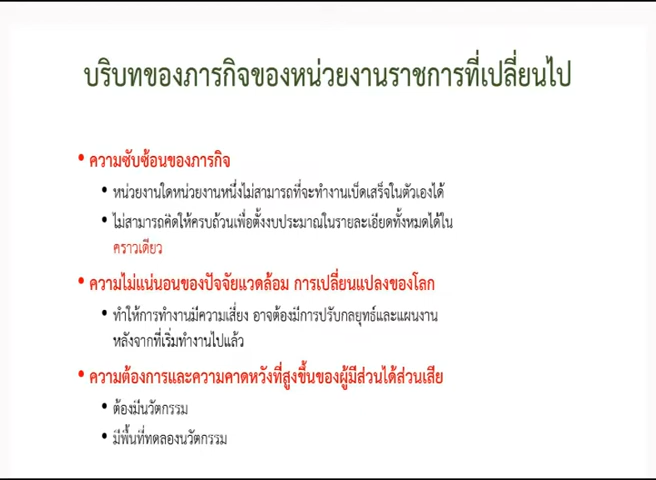 บริบทของภารกิจของหน่วยงานราชการที่เปลี่ยนไป
• ความซับซ้อนของภารกิจ
• หน่วยงานใดหน่วยงานหนึ่งไม่สามารถที่จะทำงานเบ็ดเสร็จในตัวเองได้
• ไม่สามารถคิดให้ครบถ้วนเพื่อตั้งงบประมาณในรายละเอียดทั้งหมดได้ใน
คราวเดียว
• ความไม่แน่นอนของปัจจัยแวดล้อม การเปลี่ยนแปลงของโลก
• ทำให้การทำงานมีความเสี่ยง อาจต้องมีการปรับกลยุทธ์และแผนงาน
หลังจากที่เริ่มทำงานไปแล้ว
• ความต้องการและความคาดหวังที่สูงขึ้นของผู้มีส่วนได้ส่วนเสีย
• ต้องมีนวัตกรรม
• มีพื้นที่ทดลองนวัตกรรม